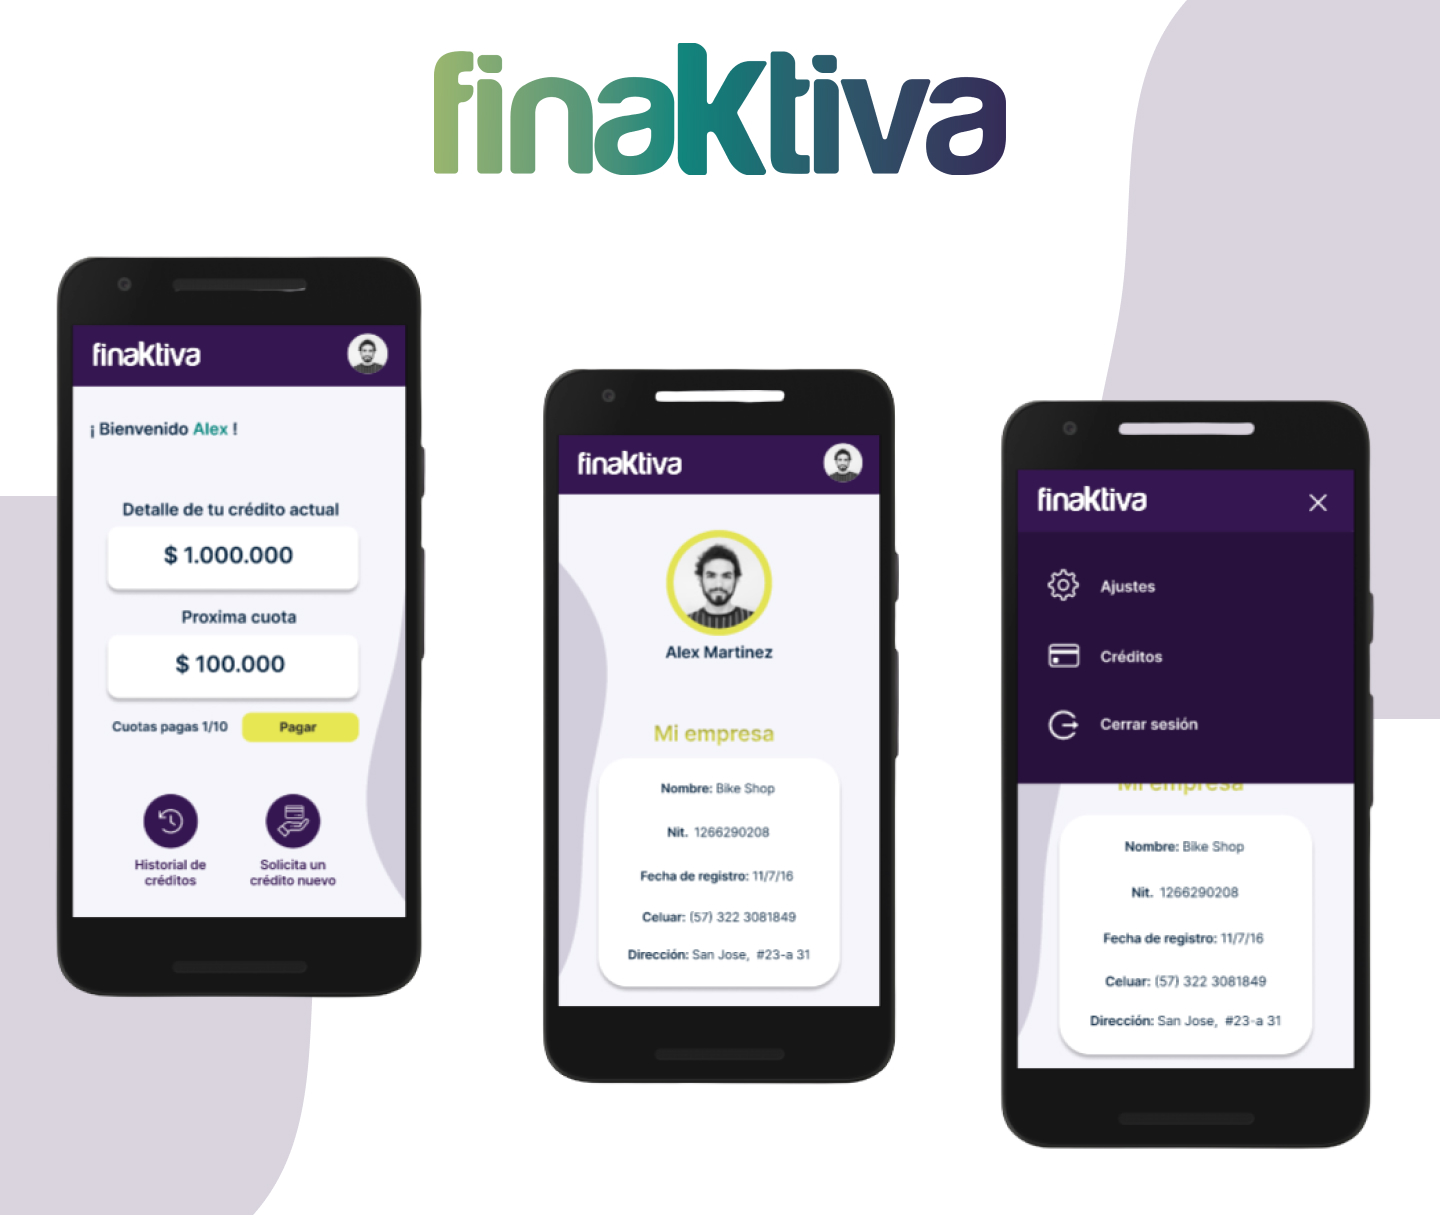 finaktiva
finaktiva
¡ Bienvenido Alex !
Detalle de tu crédito actual
$ 1.000.000
Proxima cuota
$ 100.000
Cuotas pagas 1/10 Pagar
Historial de
créditos
Solicita un
crédito nuevo
finaktiva
Alex Martinez
Mi empresa
Nombre: Bike Shop
Nit. 1266290208
Fecha de registro: 11/7/16
Celuar: (57) 322 3081849
Dirección: San Jose, #23-a 31
finaktiva
Ajustes
Créditos
Cerrar sesión
Mi empresa
Nombre: Bike Shop
Nit. 1266290208
Fecha de registro: 11/7/16
Celuar: (57) 322 3081849
Dirección: San Jose, #23-a 31